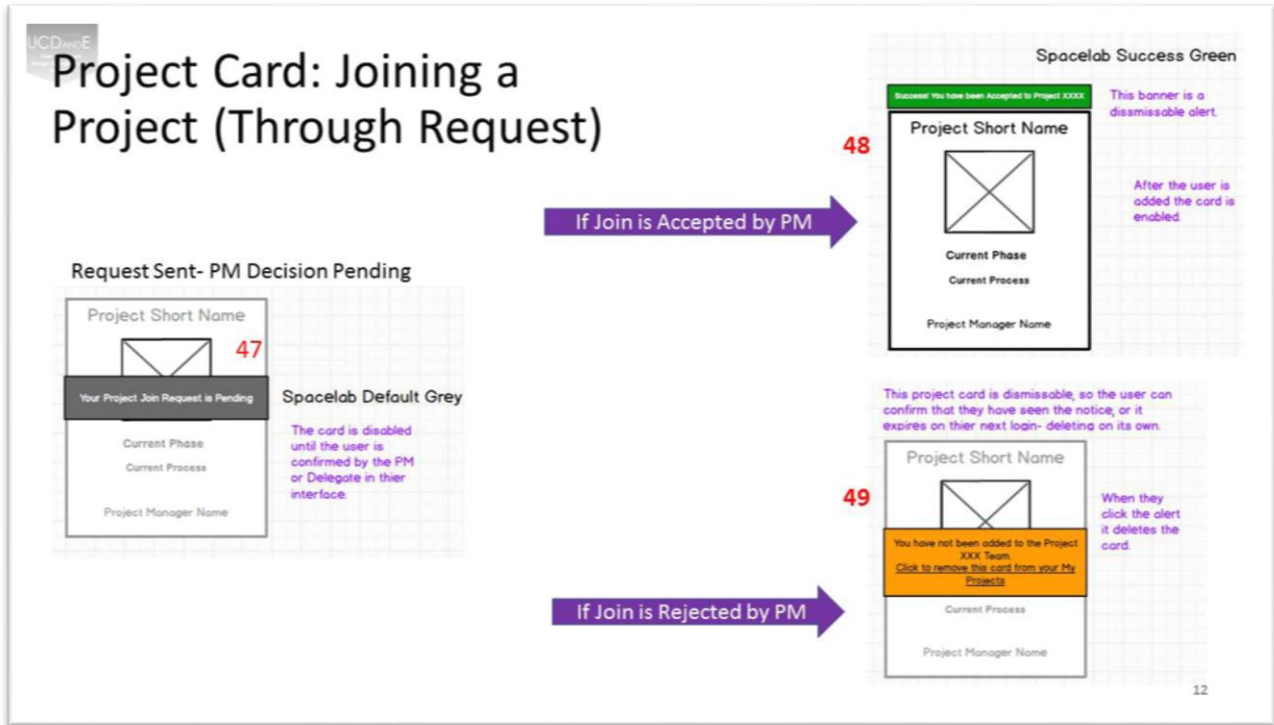 UCDANDE
Project Card: Joining a
Project (Through Request)
Request Sent- PM Decision Pending
Project Short Name
47
Your Project Join Request is Pending
Current Phase
Current Process
Project Manager Name
Spacelab Default Grey
The card is disabled
until the user is
confirmed by the PM
or Delegate in thier
interface.
If Join is Accepted by PM
Spacelab Success Green
48
Success! You have been Accepted to Project XXXX
Project Short Name
Current Phase
Current Process
Project Manager Name
This banner is a
dissmissable alert.
After the user is
added the card is
enabled.
If Join is Rejected by PM
This project card is dismissable, so the user can
confirm that they have seen the notice, or it
expires on thier next login- deleting on its own.
49
Project Short Name
You have not been added to the Project
XXX Team.
Click to remove this card from your My
Projects
Current Process
Project Manager Name
When they
click the alert
it deletes the
card.
12